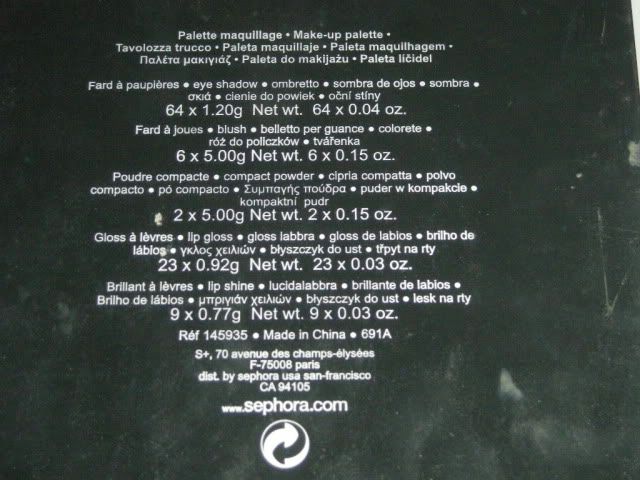 Palette maquillage • Make-up palette •
Tavolozza trucco • Paleta maquillaje • Paleta maquilhagem •
Παλέτα μακιγιάζ • Paleta do makijażu • Paleta líčidel
Fard à paupières • eye shadow • ombretto • sombra de ojos • sombra •
σκιά • cienie do powiek • oční stíny
64 x 1.20g Net wt. 64 x 0.04 oz.
Fard à joues • blush • belletto per guance • colorete •
róż do policzków • tvářenka
6 x 5.00g Net wt. 6 x 0.15 oz.
Poudre compacte • compact powder • cipria compatta • polvo
compacto • pó compacto • Συμπαγής πούδρα • puder w kompakcie •
kompaktní pudr
2 x 5.00g Net wt. 2 x 0.15 oz.
Gloss à lèvres • lip gloss • gloss labbra • gloss de labios • brilho de
lábios • γκλος χειλιών • błyszczyk do ust • třpyt na rty
23 x 0.92g Net wt. 23 x 0.03 oz.
Brillant à lèvres • lip shine • lucidalabbra • brillante de labios •
Brilho de lábios • μπριγιάν χειλιών • błyszczyk do ust • lesk na rty
9 x 0.77g Net wt. 9 x 0.03 oz.
Réf 145935 • Made in China • 691A
S+, 70 avenue des champs-élysées
F-75008 paris
dist. by sephora usa san-francisco
CA 94105
www.sephora.com